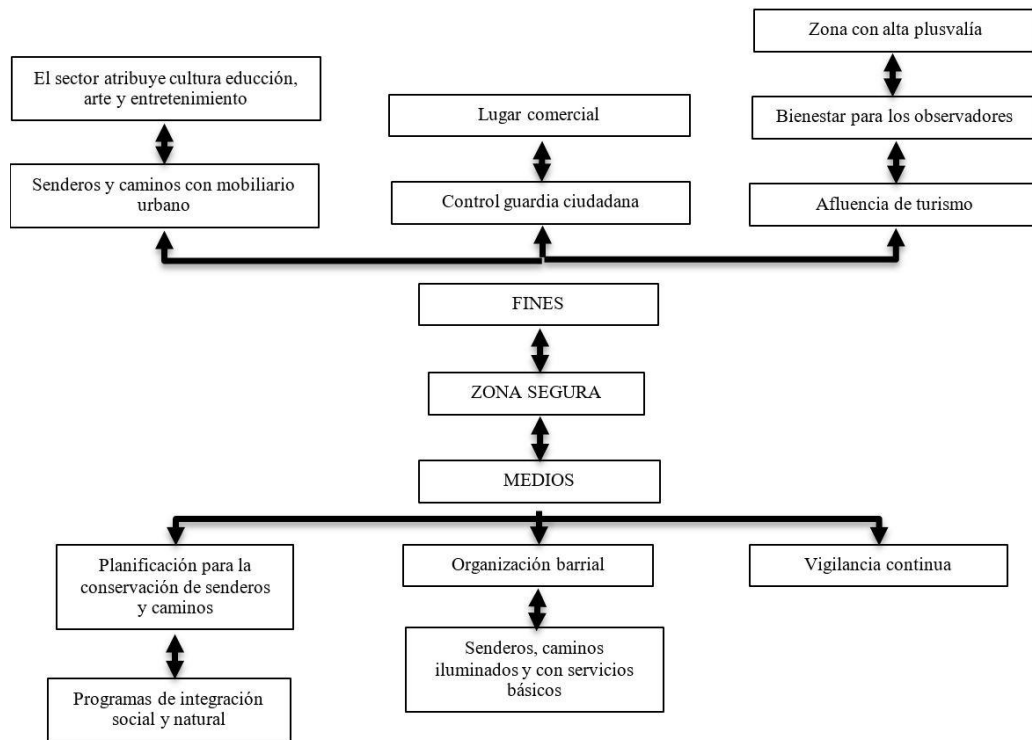 Zona con alta plusvalía
El sector atribuye cultura educción,
arte y entretenimiento
Lugar comercial
Bienestar para los observadores
Senderos y caminos con mobiliario
urbano
Control guardia ciudadana
Afluencia de turismo
FINES
ZONA SEGURA
MEDIOS
Planificación para la
conservación de senderos
y caminos
Organización barrial
Vigilancia continua
Senderos, caminos
iluminados y con servicios
básicos
Programas de integración
social y natural